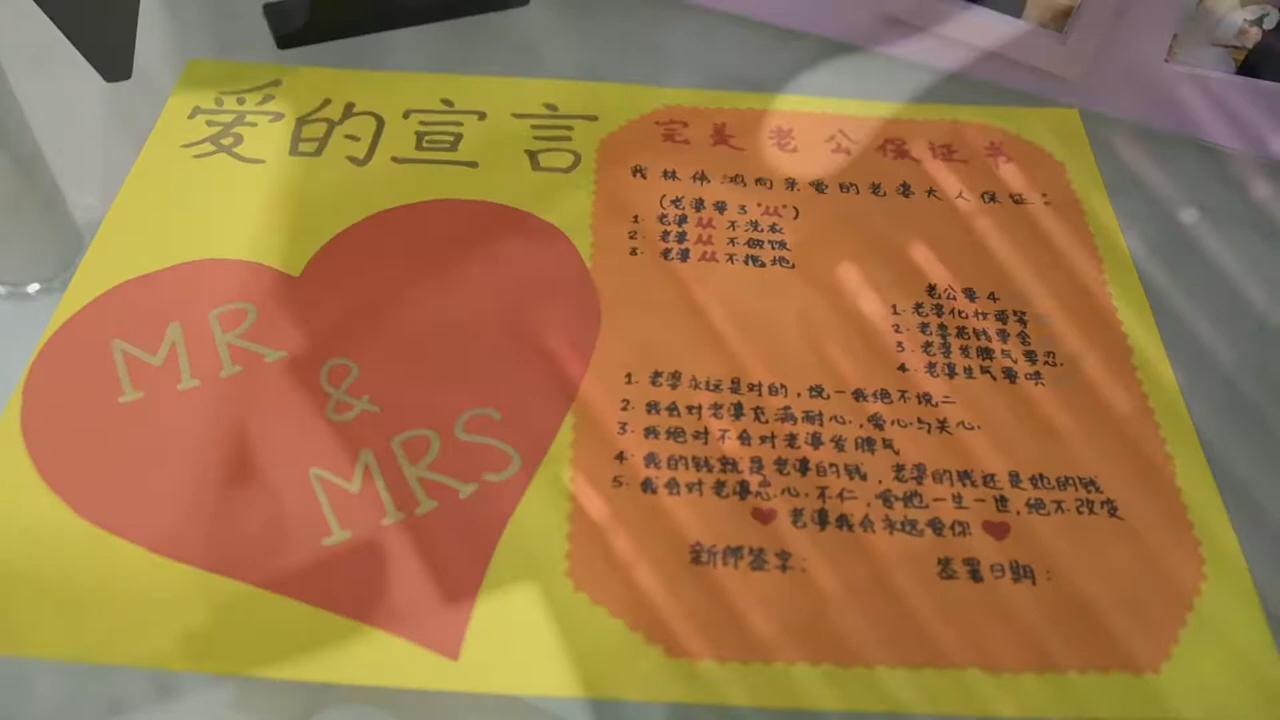 爱的宣言
MR
&
MRS
完美老公保证书
我林伟鸿向亲爱的老婆大人保证：
(老婆要3"从")
1. 老婆从不洗衣
2. 老婆从不做饭
3. 老婆从不拖地
老公要4
1. 老婆化妆要等
2. 老婆花钱要舍
3. 老婆发脾气要忍.
4. 老婆生气要哄
1. 老婆永远是对的，说一我绝不说二
2. 我会对老婆充满耐心，爱心与关心.
3. 我绝对不会对老婆发脾气
4. 我的钱就是老婆的钱，老婆的钱还是她的钱
5. 我会对老婆忠心不仁，爱他一生一世，绝不改变
老婆我会永远爱你
新郎签字：
签署日期：